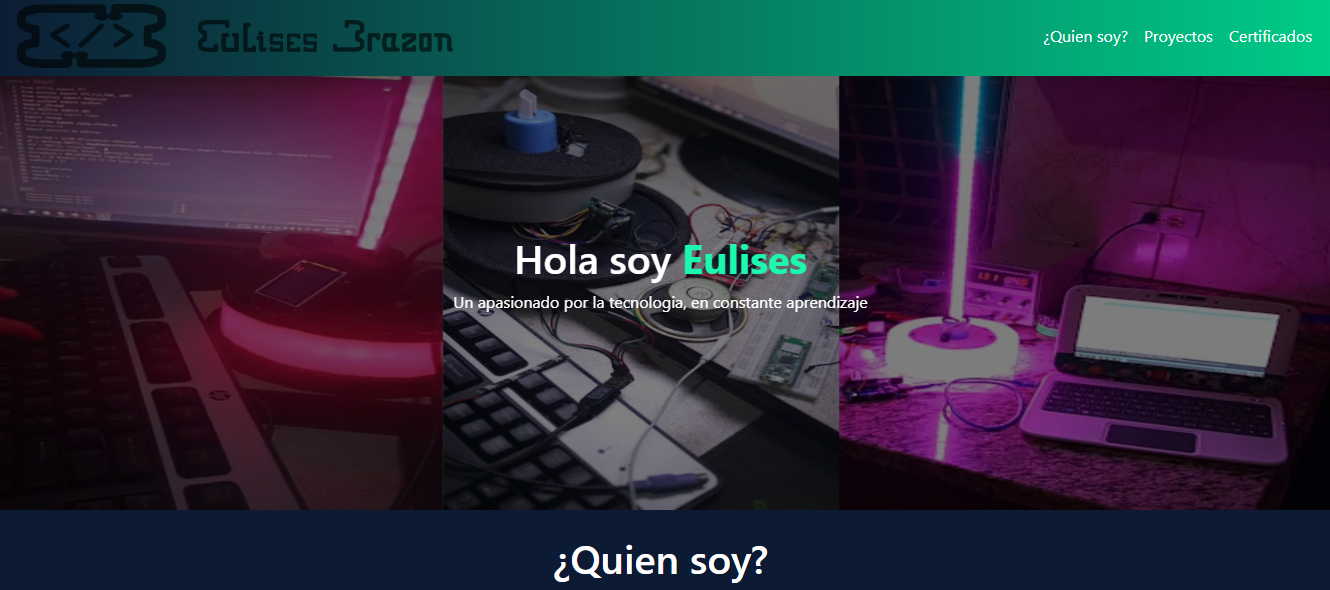 </> Eulises Brazon
¿Quien soy? Proyectos Certificados
Hola soy Eulises
Un apasionado por la tecnologia, en constante aprendizaje
¿Quien soy?